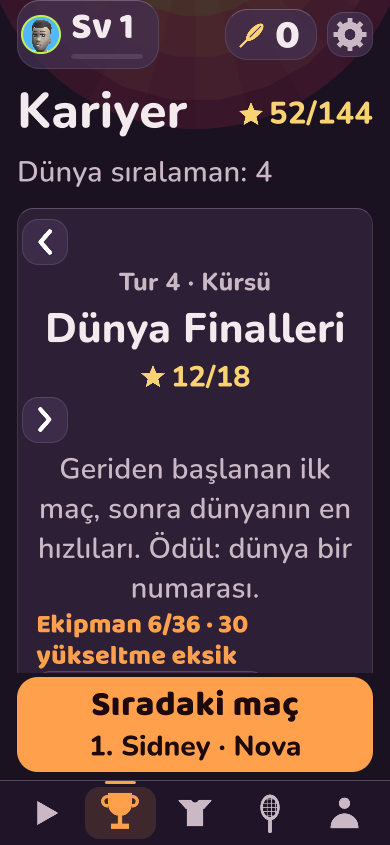 Sv 1
0
Kariyer
52/144
Dünya sıralaman: 4
Tur 4 · Kürsü
Dünya Finalleri
12/18
Geriden başlanan ilk
maç, sonra dünyanın en
hızlıları. Ödül: dünya bir
numarası.
Ekipman 6/36 · 30
yükseltme eksik
Sıradaki maç
1. Sidney · Nova